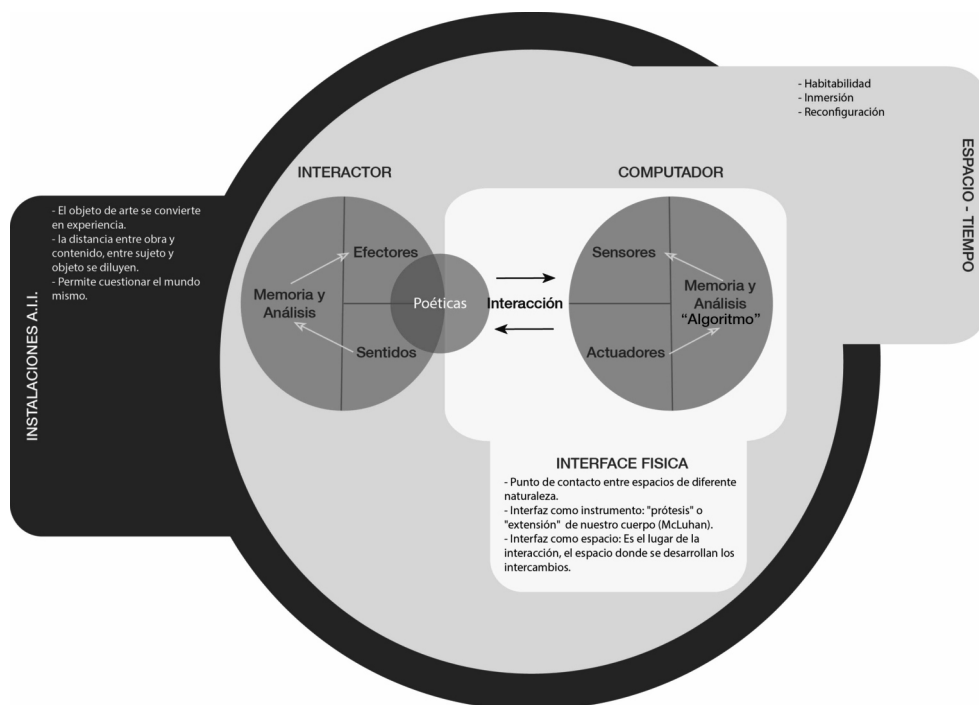 - Habitabilidad
- Inmersión
- Reconfiguración
ESPACIO - TIEMPO
INTERACTOR
COMPUTADOR
INSTALACIONES A.I.I.
- El objeto de arte se convierte
en experiencia.
- la distancia entre obra y
contenido, entre sujeto y
objeto se diluyen.
- Permite cuestionar el mundo
mismo.
Efectores
Memoria y
Análisis
Sentidos
Poéticas
Interacción
Sensores
Memoria y
Análisis
“Algoritmo”
Actuadores
INTERFACE FISICA
- Punto de contacto entre espacios de diferente
naturaleza.
- Interfaz como instrumento: "prótesis" o
"extensión" de nuestro cuerpo (McLuhan).
- Interfaz como espacio: Es el lugar de la
interacción, el espacio donde se desarrollan los
intercambios.